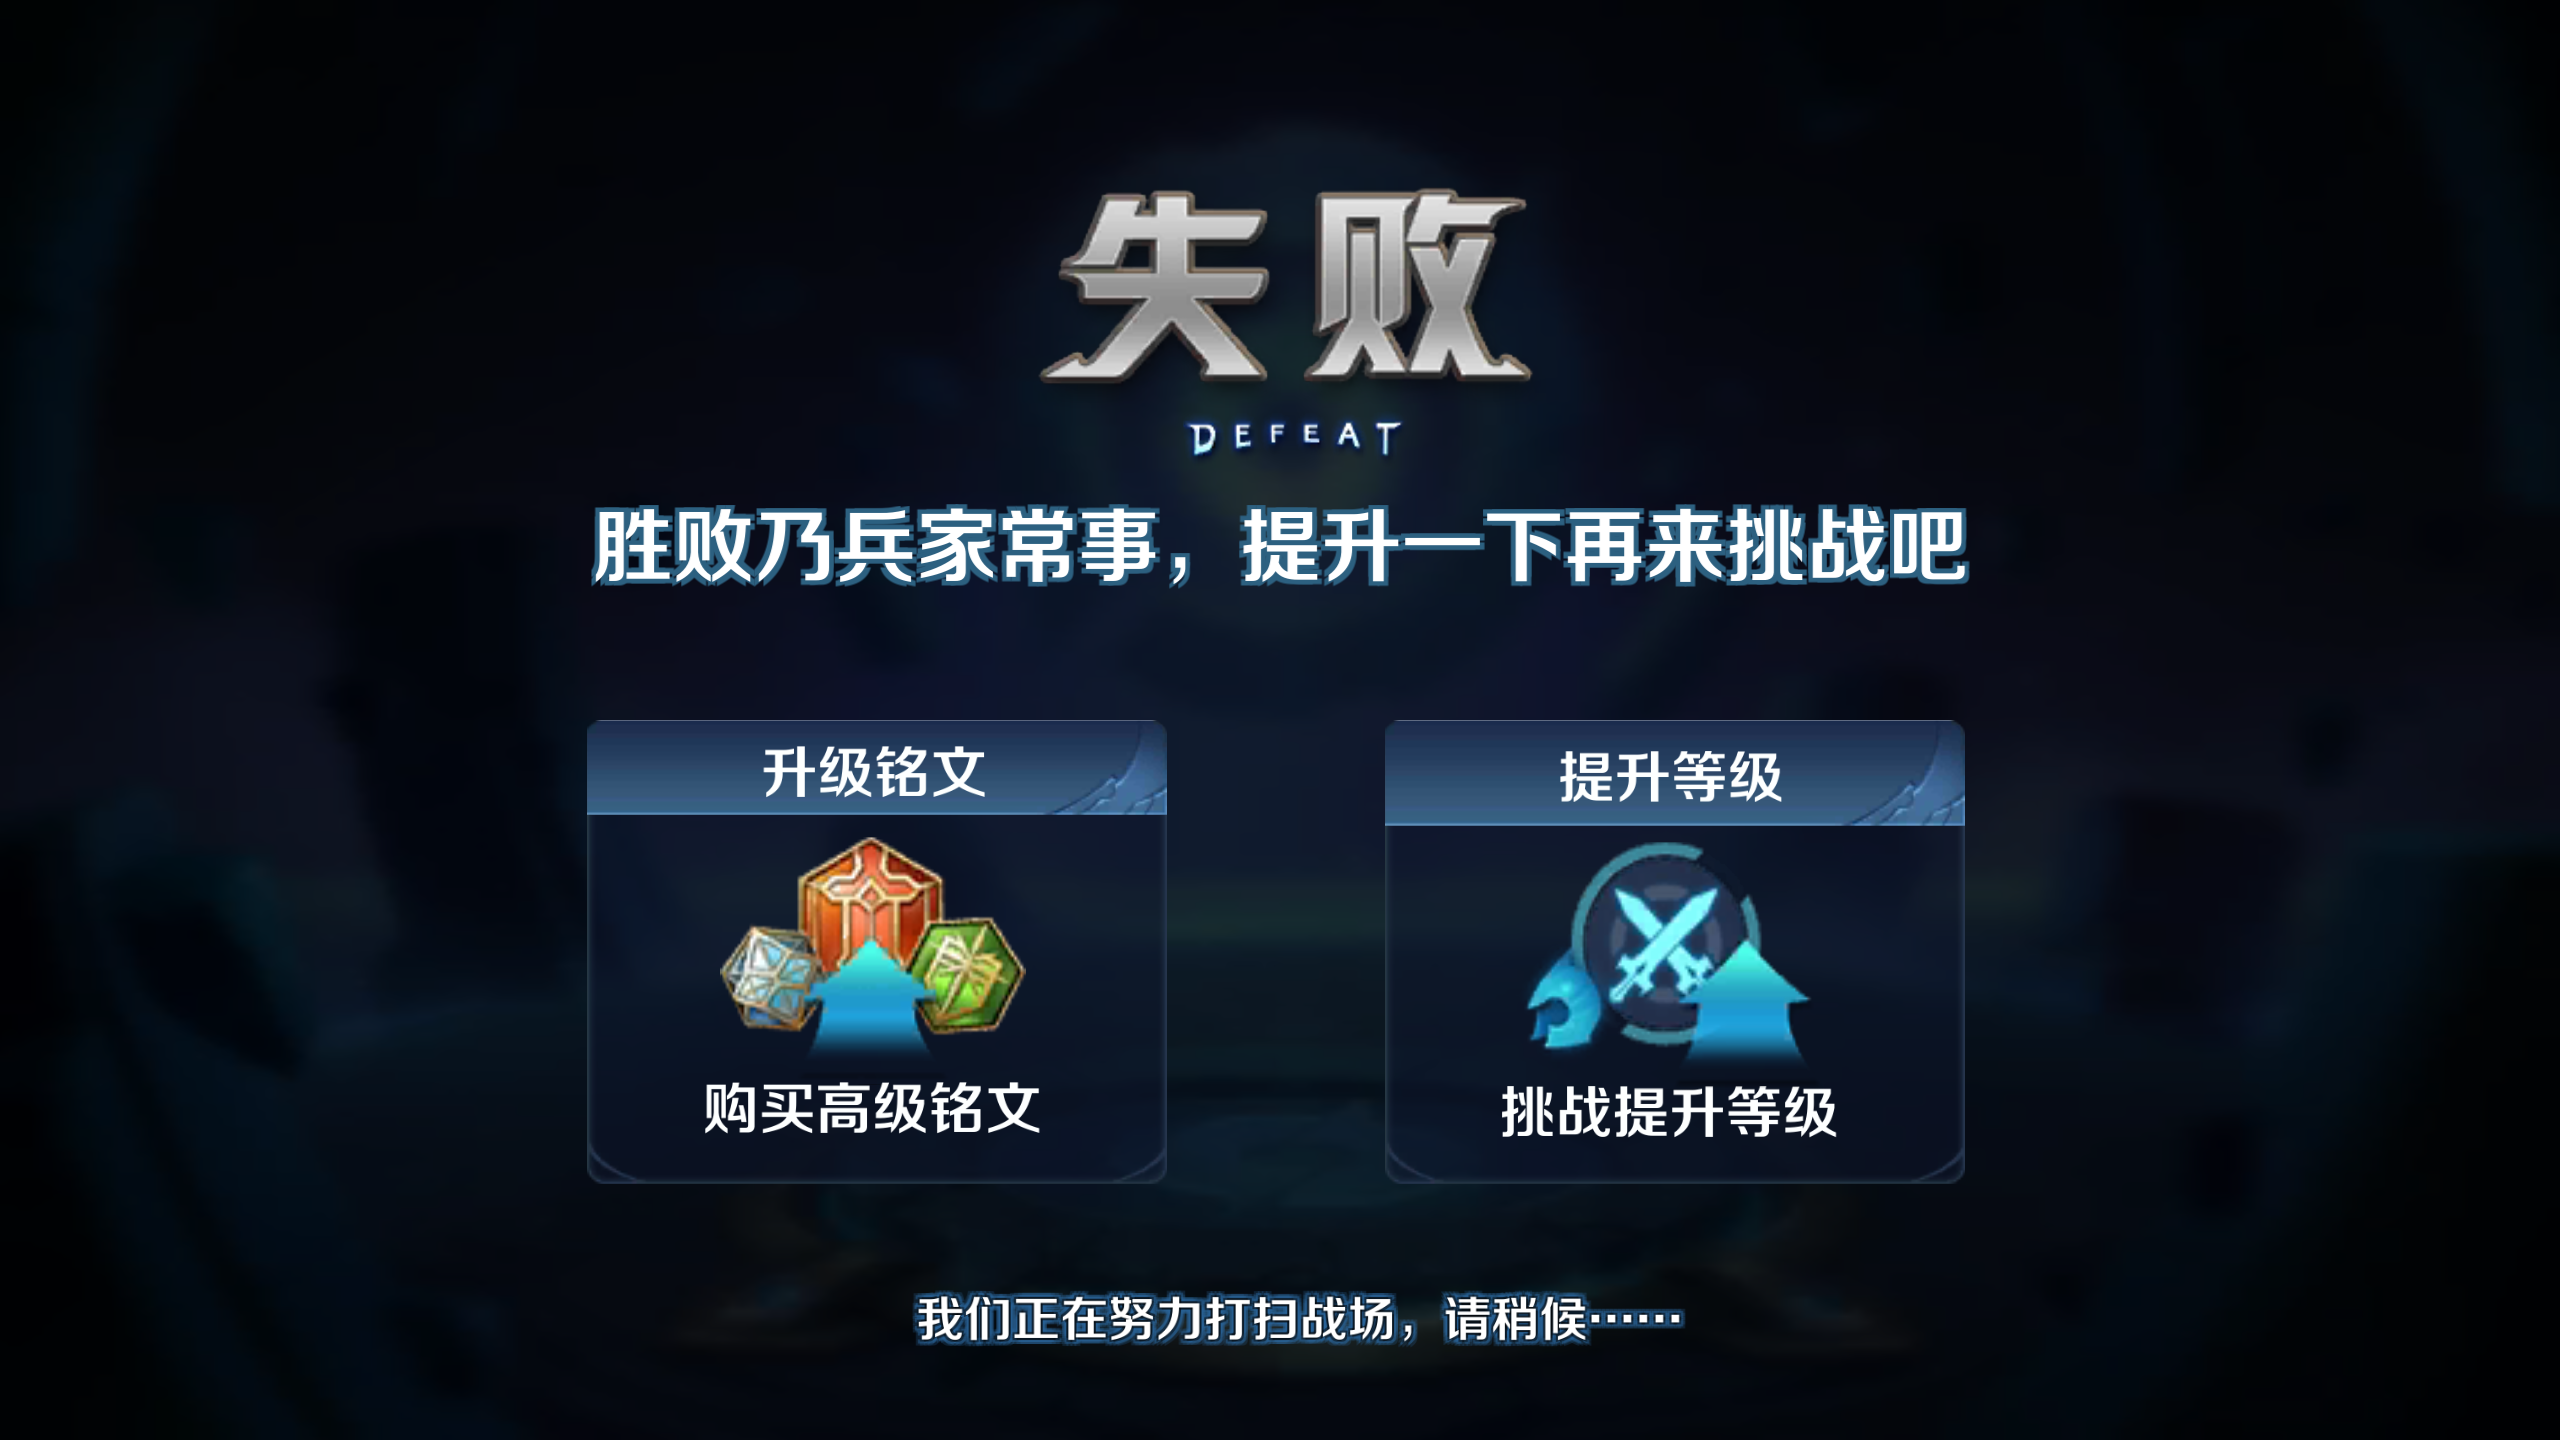 失败
DEFEAT
胜败乃兵家常事，提升一下再来挑战吧
升级铭文
购买高级铭文
提升等级
挑战提升等级
我们正在努力打扫战场，请稍候……